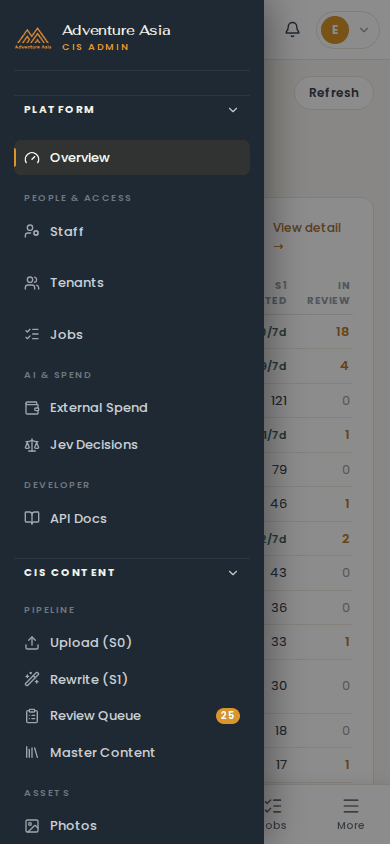 Adventure Asia
Adventure Asia
CIS ADMIN
E
Refresh
PLATFORM
Overview
PEOPLE & ACCESS
Staff
Tenants
Jobs
AI & SPEND
External Spend
Jev Decisions
DEVELOPER
API Docs
CIS CONTENT
PIPELINE
Upload (S0)
Rewrite (S1)
Review Queue 25
Master Content
ASSETS
Photos
View detail
→
S1 IN
TED REVIEW
/7d 18
/7d 4
121 0
/7d 1
79 0
46 1
/7d 2
43 0
36 0
33 1
30 0
18 0
17 1
obs More